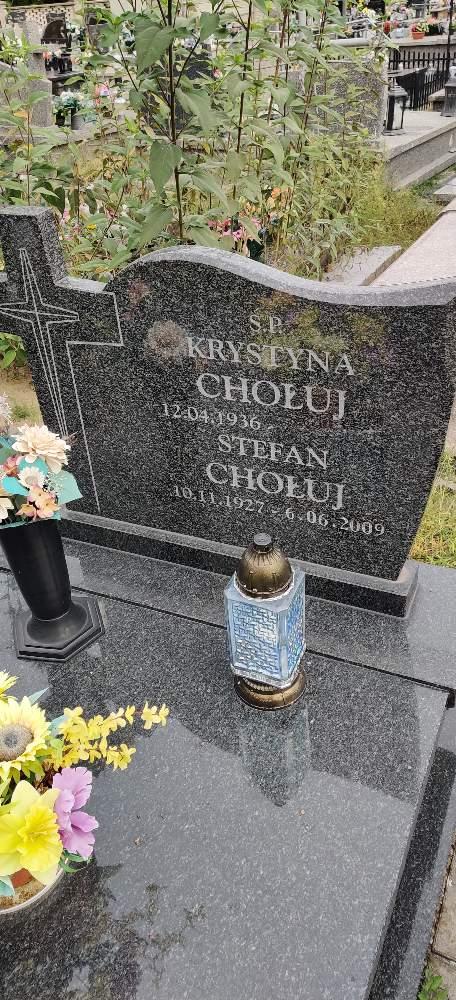 Ś.P.
KRYSTYNA
CHOŁUJ
12.04.1936 -
STEFAN
CHOŁUJ
10.11.1927 - 6.06.2009